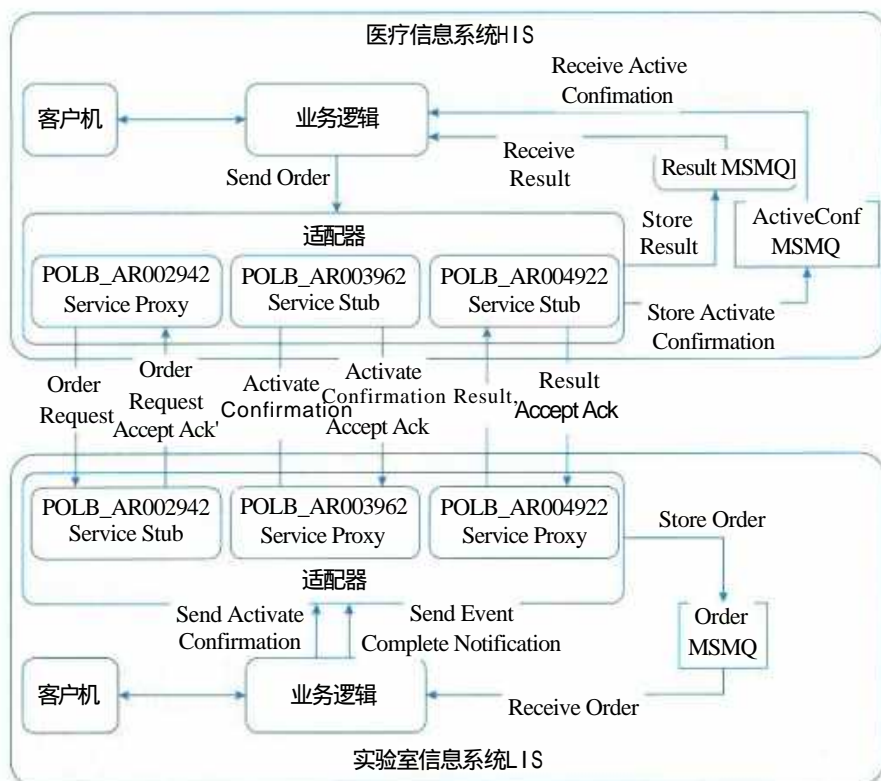 医疗信息系统HIS
Receive Active
Confimation
客户机
业务逻辑
Receive
Result
Result MSMQ]
Send Order
ActiveConf
MSMQ
适配器
Store
Result
POLB_AR002942
Service Proxy
POLB_AR003962
Service Stub
POLB_AR004922
Service Stub
Store Activate
Confirmation
Order
Request
Order
Request
Accept Ack'
Activate
Confirmation
Activate
Confirmation
Accept Ack
Result,
Result
'Accept Ack
POLB_AR002942
Service Stub
POLB_AR003962
Service Proxy
POLB_AR004922
Service Proxy
Store Order
适配器
Send Activate
Confirmation
Send Event
Complete Notification
Order
MSMQ
客户机
业务逻辑
Receive Order
实验室信息系统LIS